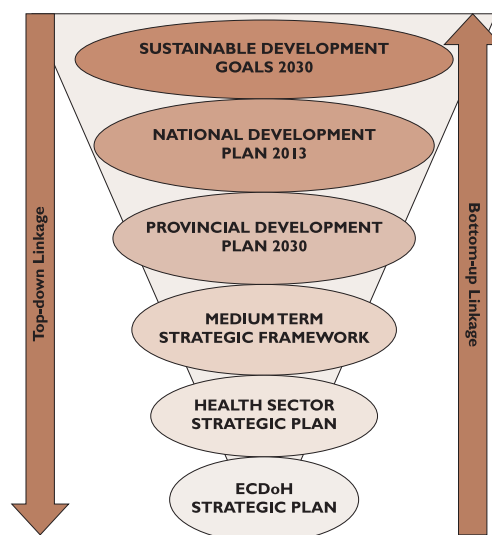 SUSTAINABLE DEVELOPMENT
GOALS 2030
NATIONAL DEVELOPMENT
PLAN 2013
PROVINCIAL DEVELOPMENT
PLAN 2030
MEDIUM TERM
STRATEGIC FRAMEWORK
HEALTH SECTOR
STRATEGIC PLAN
ECDoH
STRATEGIC PLAN
Top-down Linkage
Bottom-up Linkage